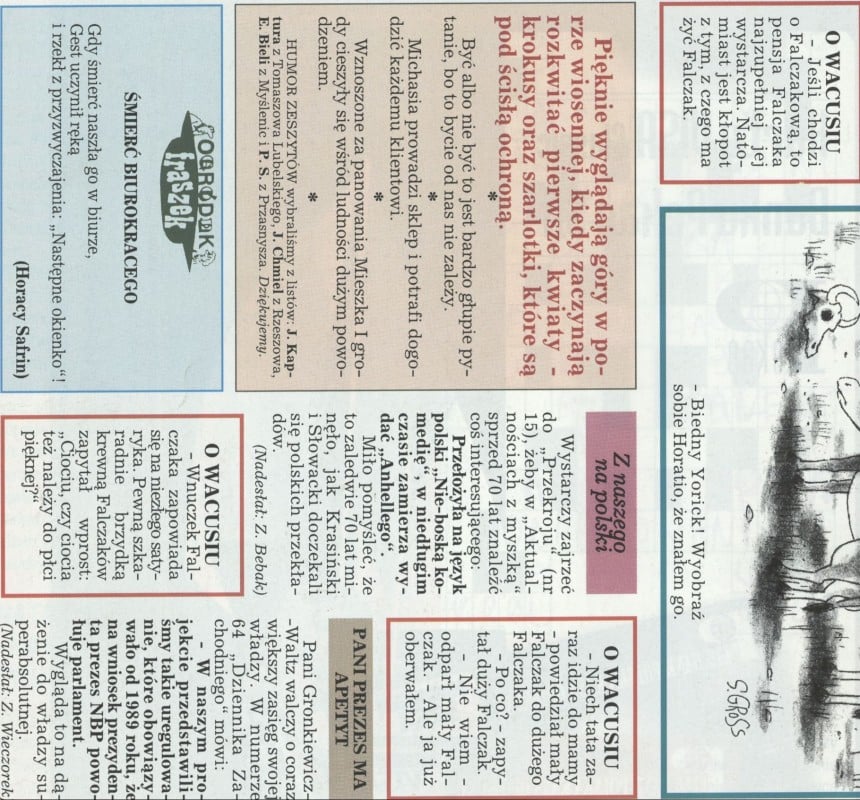 O WACUSIU
- Jeśli chodzi
o Falczakową, to
pensja Falczaka
najzupełniej jej
wystarcza. Nato-
miast jest kłopot
z tym, z czego ma
żyć Falczak.
- Biedny Yorick! Wyobraź
sobie Horatio, że znałem go.
S.GROSS
Pięknie wyglądają góry w po-
rze wiosennej, kiedy zaczynają
rozkwitać pierwsze kwiaty -
krokusy oraz szarlotki, które są
pod ścisłą ochroną.
*
Być albo nie być to jest bardzo głupie py-
tanie, bo to bycie od nas nie zależy.
*
Michasia prowadzi sklep i potrafi dogo-
dzić każdemu klientowi.
*
Wznoszone za panowania Mieszka I gro-
dy cieszyły się wśród ludności dużym powo-
dzeniem.
*
HUMOR ZESZYTÓW wybraliśmy z listów: J. Kap-
tura z Tomaszowa Lubelskiego, J. Chmiel z Rzeszowa,
E. Bieli z Myślenic i P. S. z Przasnysza. Dziękujemy.
OGRÓDEK
fraszek
ŚMIERĆ BIUROKRACEGO
Gdy śmierć naszła go w biurze,
Gest uczynił ręką
i rzekł z przyzwyczajenia: „Następne okienko”!
(Horacy Safrin)
Z naszego
na polski
Wystarczy zajrzeć
do „Przekroju” (nr
15), żeby w „Aktual-
nościach z myszką”
sprzed 70 lat znaleźć
coś interesującego:
Przełożyła na język
polski „Nie-boska ko-
medię”, w niedługim
czasie zamierza wy-
dać „Anhellego”.
Miło pomyśleć, że
to zaledwie 70 lat mi-
nęło, jak Krasiński
i Słowacki doczekali
się polskich przekła-
dów.
(Nadesłał: Z. Bebak)
O WACUSIU
- Wnuczek Fal-
czaka zapowiada
się na niezłego saty-
ryka. Pewną szka-
radnie brzydką
krewną Falczaków
zapytał wprost:
„Ciociu, czy ciocia
też należy do płci
pięknej?”
O WACUSIU
- Niech tata za-
raz idzie do mamy
- powiedział mały
Falczak do dużego
Falczaka.
- Po co? - zapy-
tał duży Falczak.
- Nie wiem -
odparł mały Fal-
czak. - Ale ja już
oberwałem.
PANI PREZES MA
APETYT
Pani Gronkiewicz-
-Waltz walczy o coraz
większy zasięg swojej
władzy. W numerze
64 „Dziennika Za-
chodniego” mówi:
- W naszym pro-
jekcie przedstawili-
śmy takie uregulowa-
nie, które obowiązy-
wało od 1989 roku, że
na wniosek prezyden-
ta prezes NBP powo-
łuje parlament.
Wygląda to na dą-
żenie do władzy su-
perabsolutnej.
(Nadesłał: Z. Wieczorek)